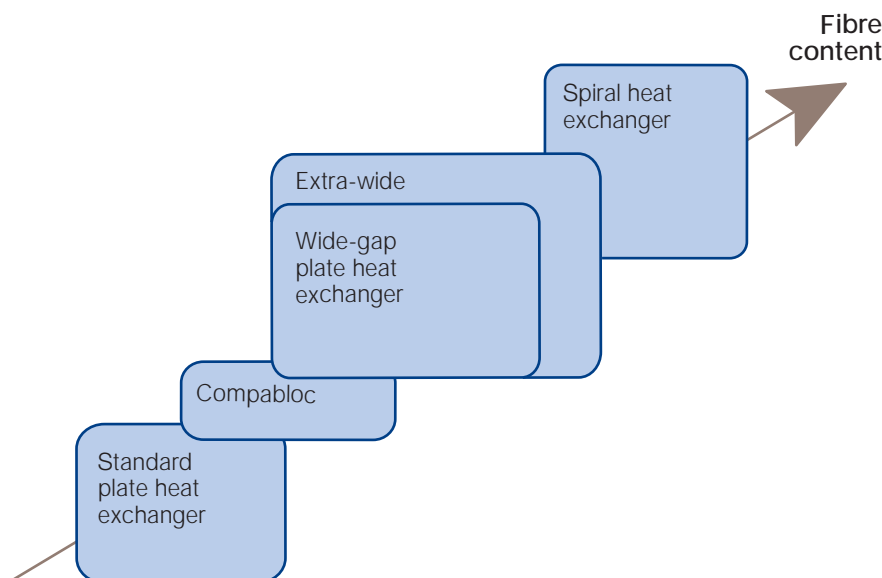 Fibre
content
Spiral heat
exchanger
Extra-wide
Wide-gap
plate heat
exchanger
Compabloc
Standard
plate heat
exchanger